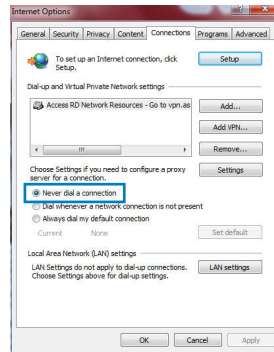 Internet Options
General Security Privacy Content Connections Programs Advanced
To set up an Internet connection, click
Setup.
Setup
Dial-up and Virtual Private Network settings
Access RD Network Resources - Go to vpn.as
Add...
Add VPN...
Remove...
Choose Settings if you need to configure a proxy
server for a connection.
Settings
Never dial a connection
Dial whenever a network connection is not present
Always dial my default connection
Current None
Set default
Local Area Network (LAN) settings
LAN Settings do not apply to dial-up connections.
Choose Settings above for dial-up settings.
LAN settings
OK Cancel Apply